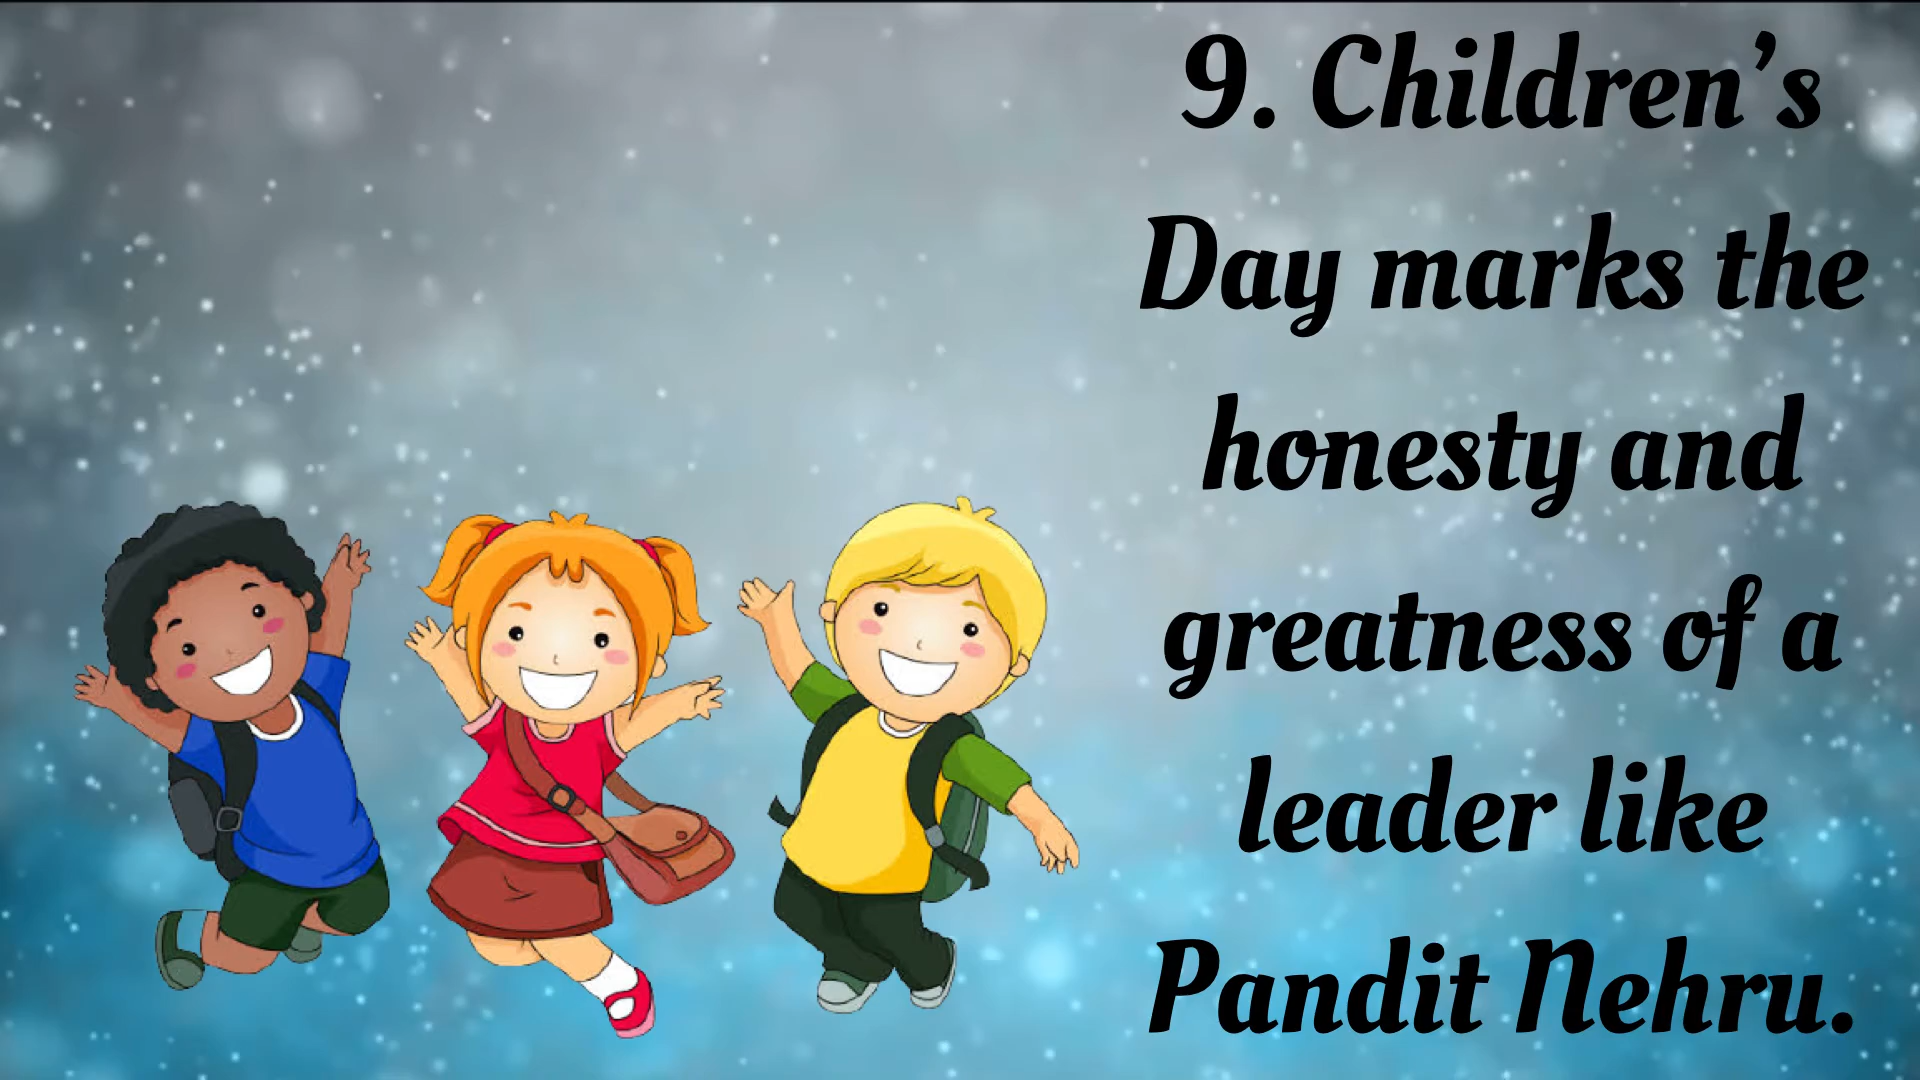 9. Children’s
Day marks the
honesty and
greatness of a
leader like
Pandit Nehru.